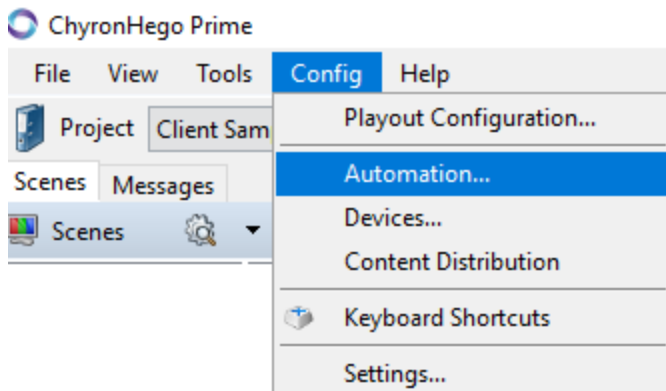 ChyronHego Prime
File View Tools Config Help
Project Client Sam
Playout Configuration...
Scenes Messages
Automation...
Scenes
Devices...
Content Distribution
Keyboard Shortcuts
Settings...